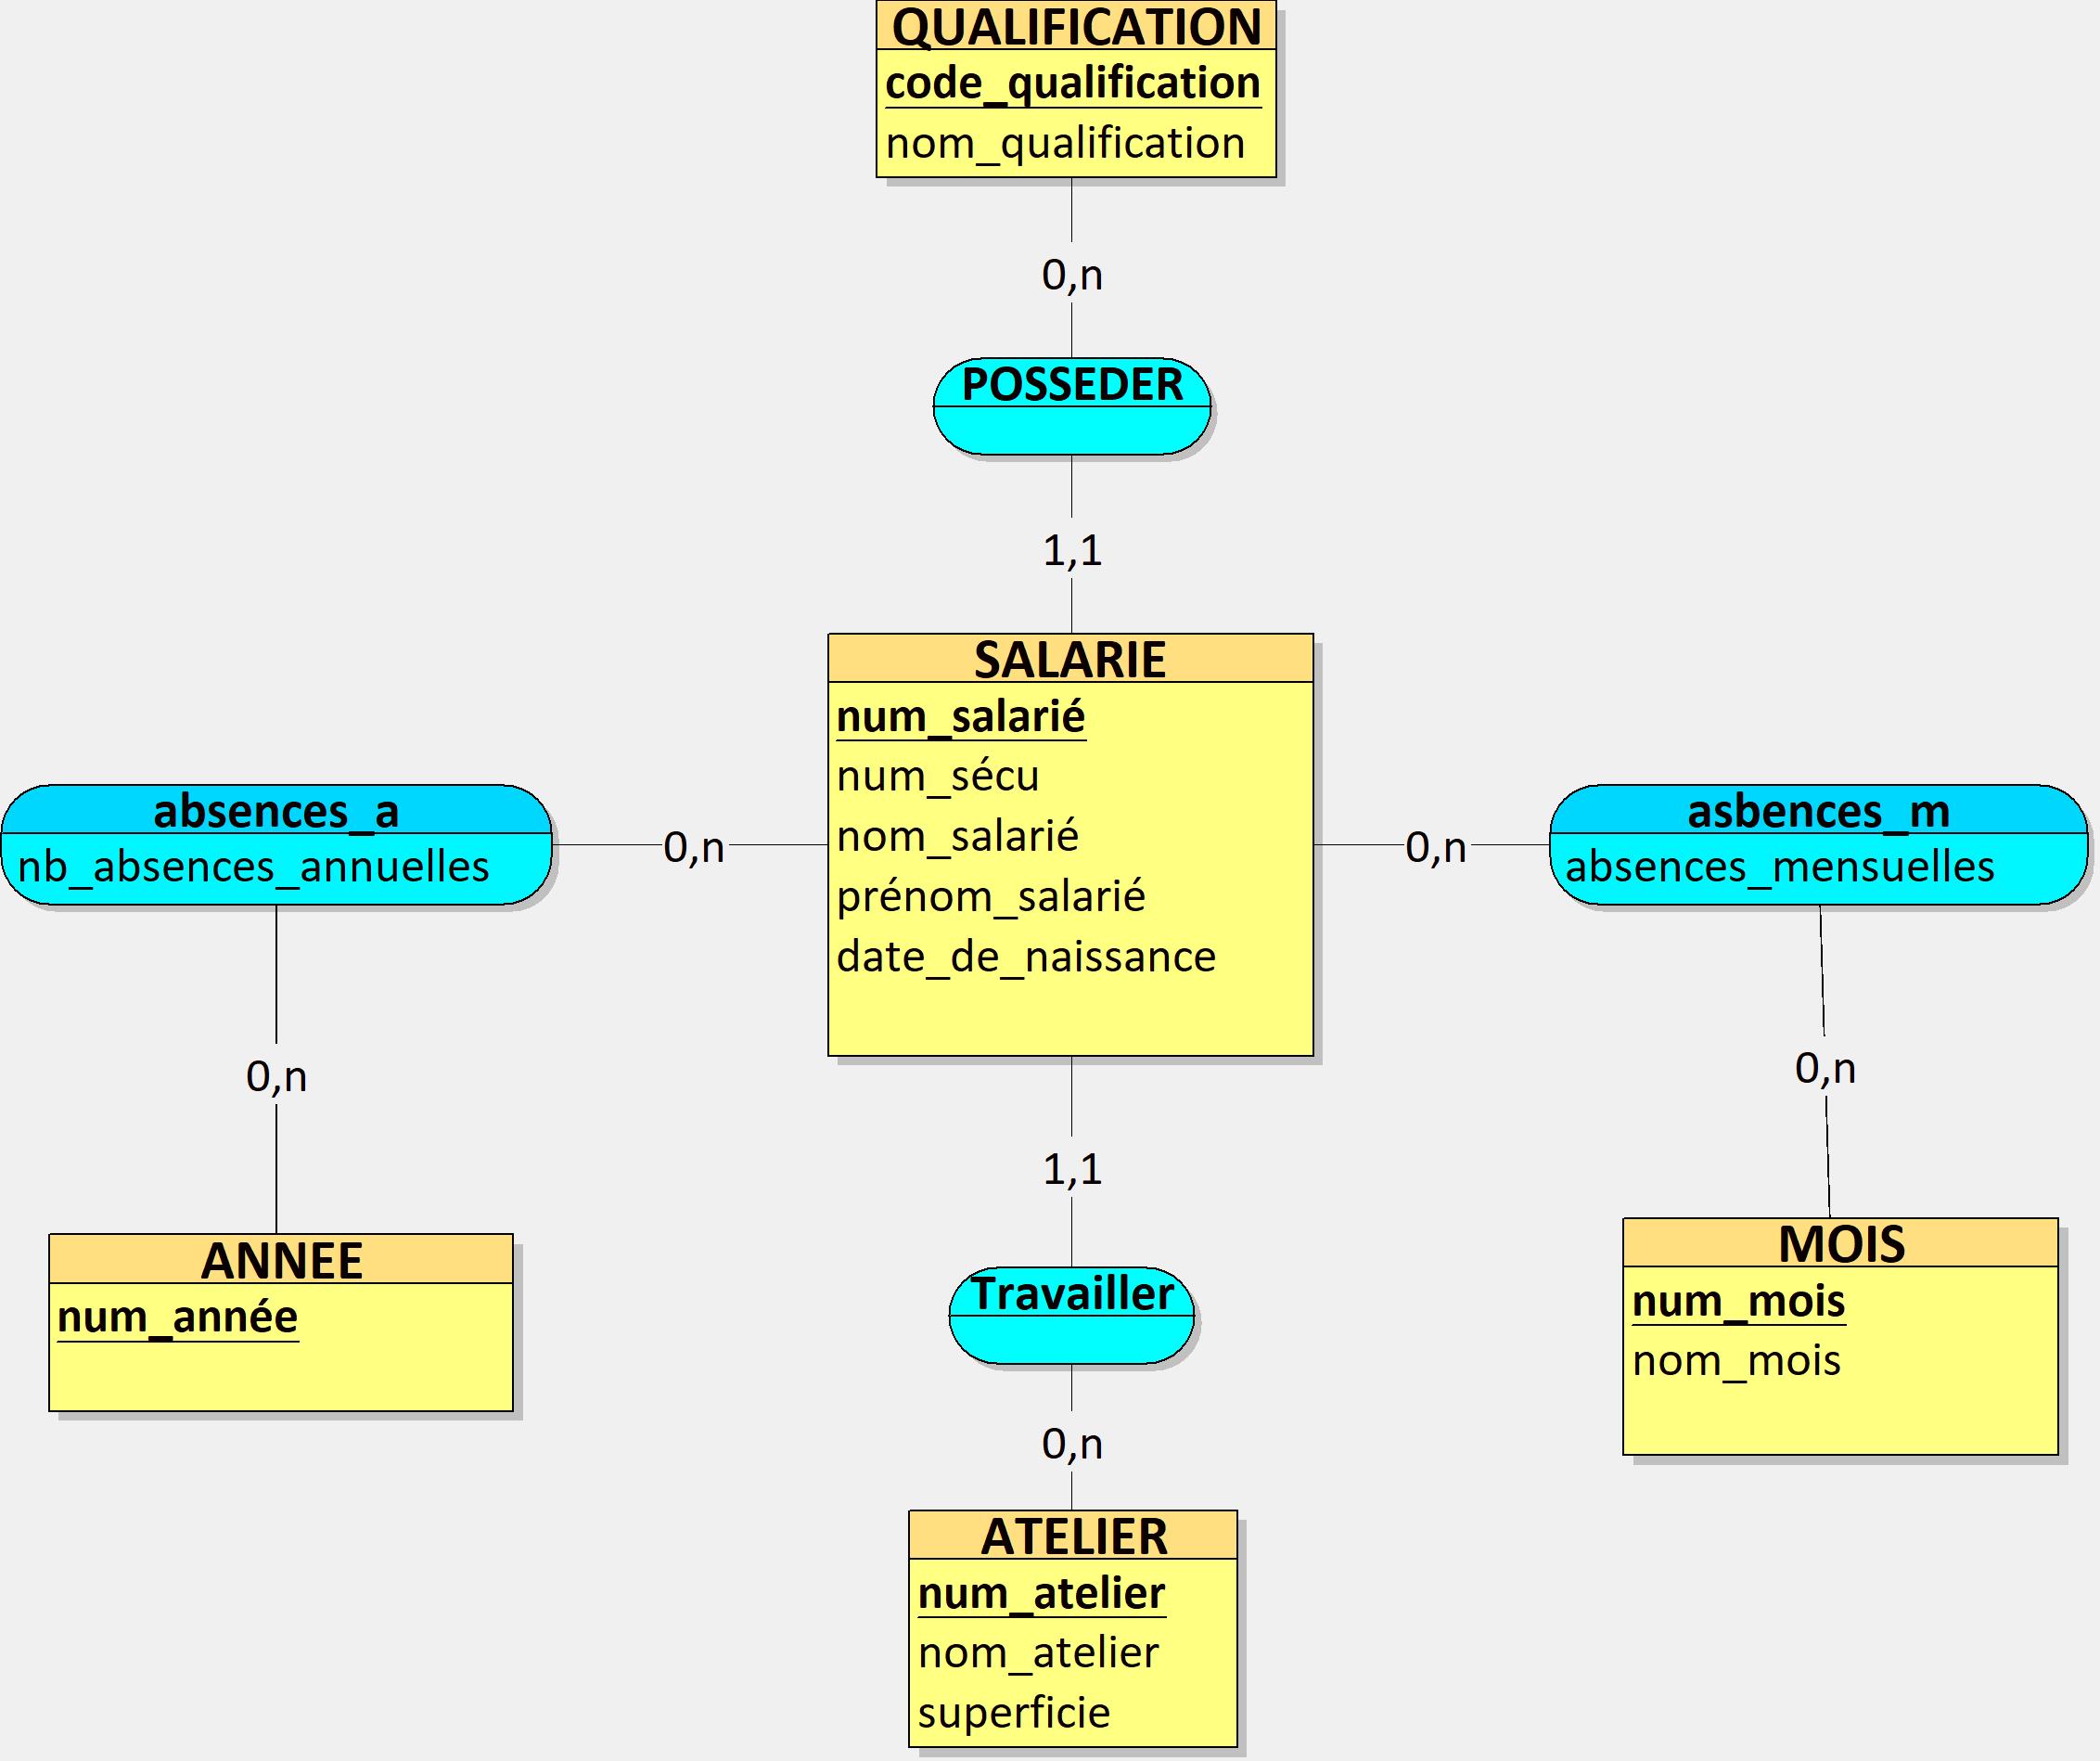 QUALIFICATION
code_qualification
nom_qualification
0,n
POSSEDER
1,1
SALARIE
num_salarié
num_sécu
nom_salarié
prénom_salarié
date_de_naissance
absences_a
nb_absences_annuelles
0,n
0,n
asbences_m
absences_mensuelles
0,n
0,n
ANNEE
num_année
1,1
Travailler
0,n
MOIS
num_mois
nom_mois
ATELIER
num_atelier
nom_atelier
superficie